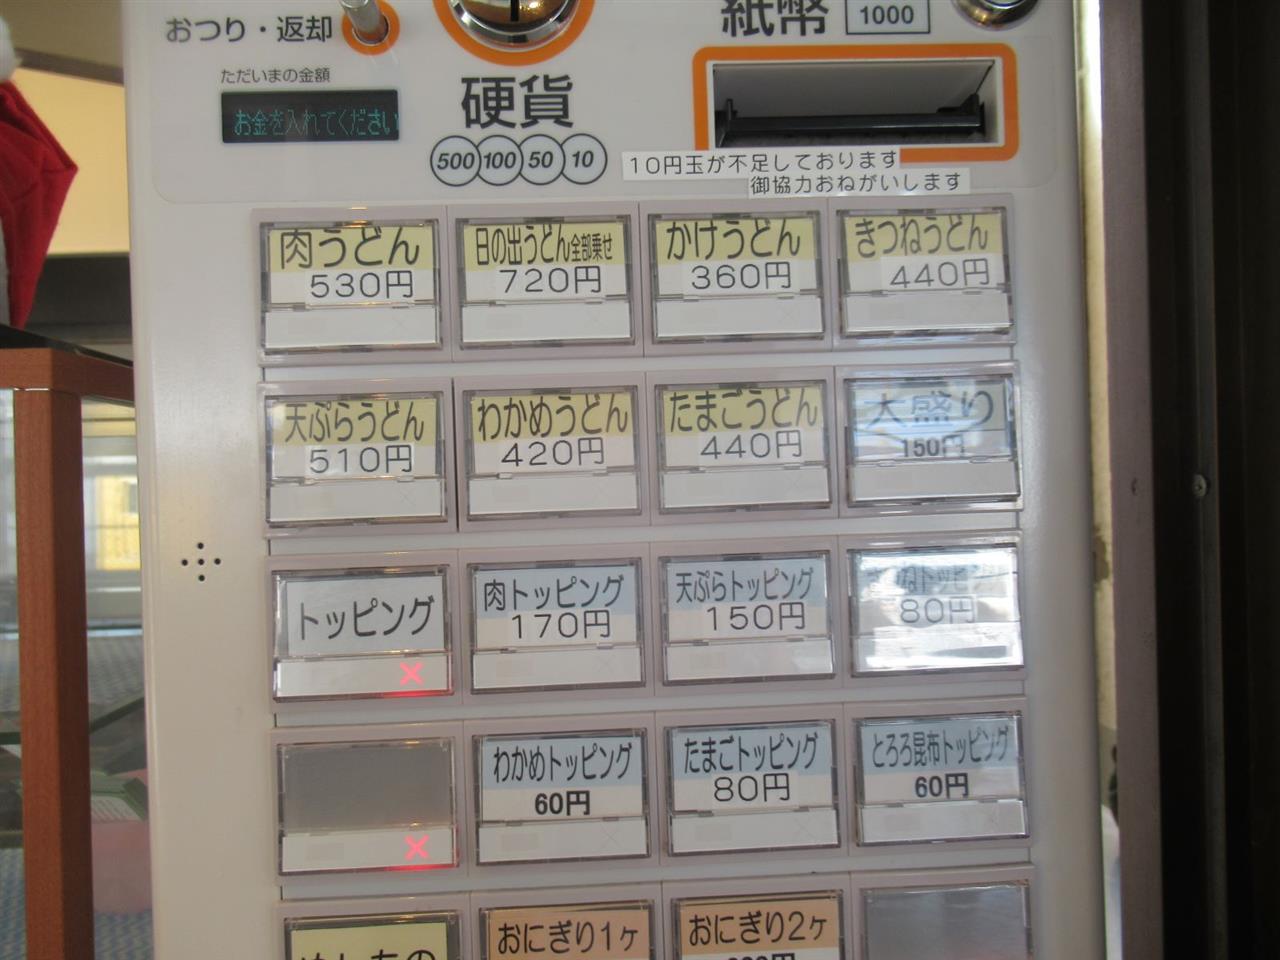 おつり・返却
紙幣
1000
ただいまの金額
お金を入れてください
硬貨
500 100 50 10
10円玉が不足しております
御協力おねがいします
肉うどん
530円
日の出うどん全部乗せ
720円
かけうどん
360円
きつねうどん
440円
天ぷらうどん
510円
わかめうどん
420円
たまごうどん
440円
大盛り
150円
トッピング
肉トッピング
170円
天ぷらトッピング
150円
80円
わかめトッピング
60円
たまごトッピング
80円
とろろ昆布トッピング
60円
おにぎり1ヶ
おにぎり2ヶ